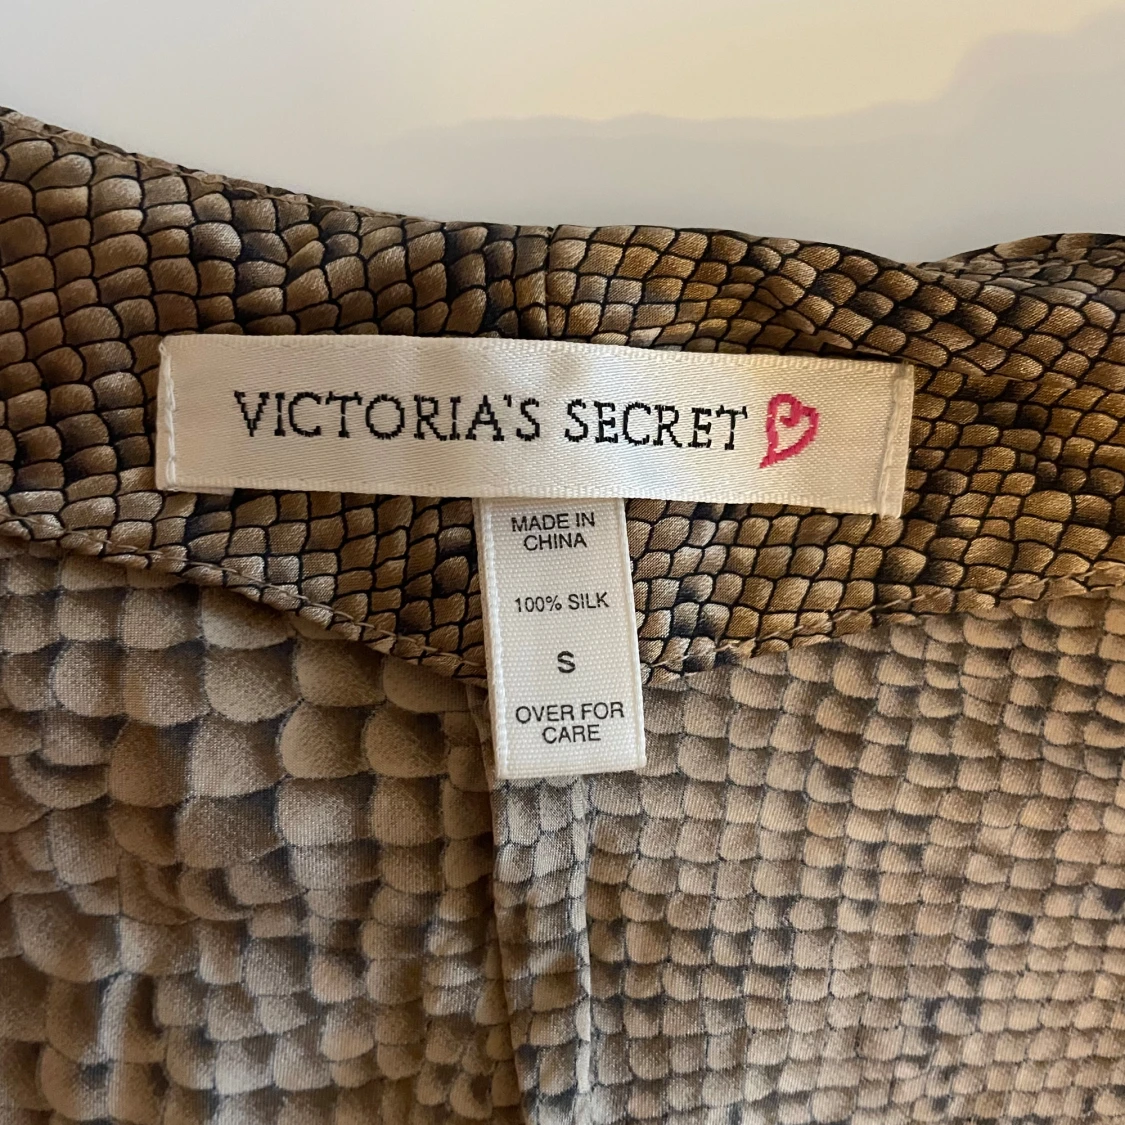 VICTORIA'S SECRET
MADE IN
CHINA
100% SILK
S
OVER FOR
CARE